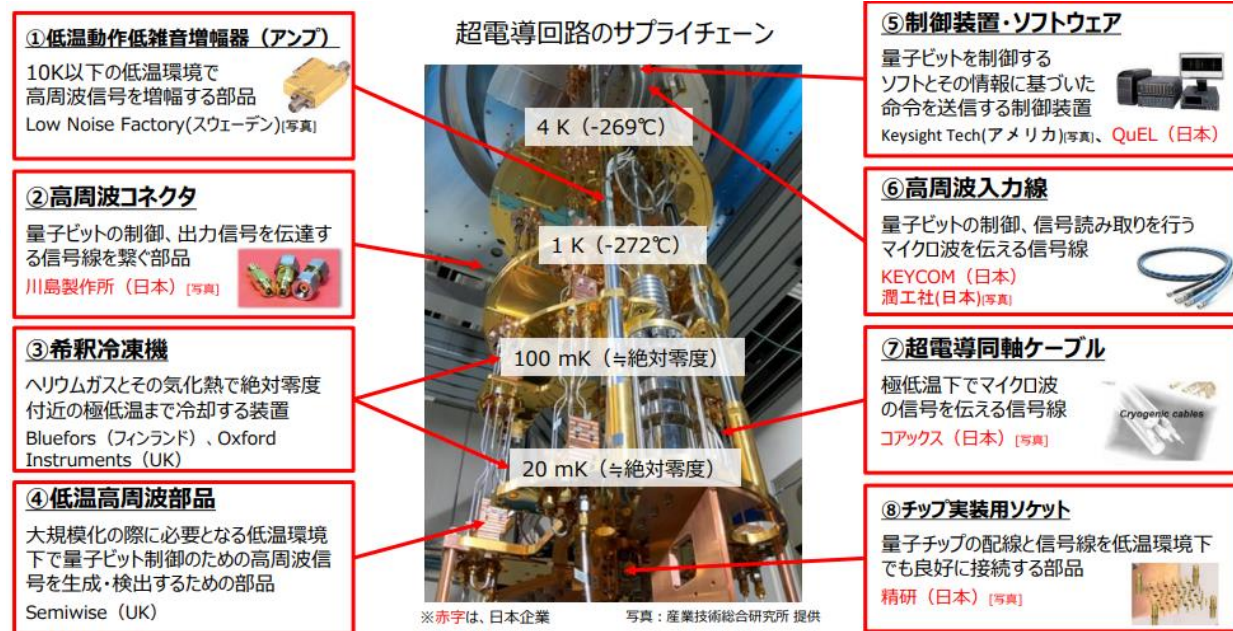 超電導回路のサプライチェーン
①低温動作低雑音増幅器（アンプ）
10K以下の低温環境で
高周波信号を増幅する部品
Low Noise Factory(スウェーデン)[写真]
②高周波コネクタ
量子ビットの制御、出力信号を伝達す
る信号線を繋ぐ部品
川島製作所（日本）[写真]
③希釈冷凍機
ヘリウムガスとその気化熱で絶対零度
付近の極低温まで冷却する装置
Bluefors（フィンランド）、Oxford
Instruments（UK）
④低温高周波部品
大規模化の際に必要となる低温環境
下で量子ビット制御のための高周波信
号を生成・検出するための部品
Semiwise（UK）
4 K（-269℃）
1 K（-272℃）
100 mK（≒絶対零度）
20 mK（≒絶対零度）
※赤字は、日本企業
写真：産業技術総合研究所 提供
⑤制御装置・ソフトウェア
量子ビットを制御する
ソフトとその情報に基づいた
命令を送信する制御装置
Keysight Tech(アメリカ)[写真]、QuEL（日本）
⑥高周波入力線
量子ビットの制御、信号読み取りを行う
マイクロ波を伝える信号線
KEYCOM（日本）
潤工社(日本)[写真]
⑦超電導同軸ケーブル
極低温下でマイクロ波
の信号を伝える信号線
コアックス（日本）[写真]
Cryogenic cables
⑧チップ実装用ソケット
量子チップの配線と信号線を低温環境下
でも良好に接続する部品
精研（日本）[写真]